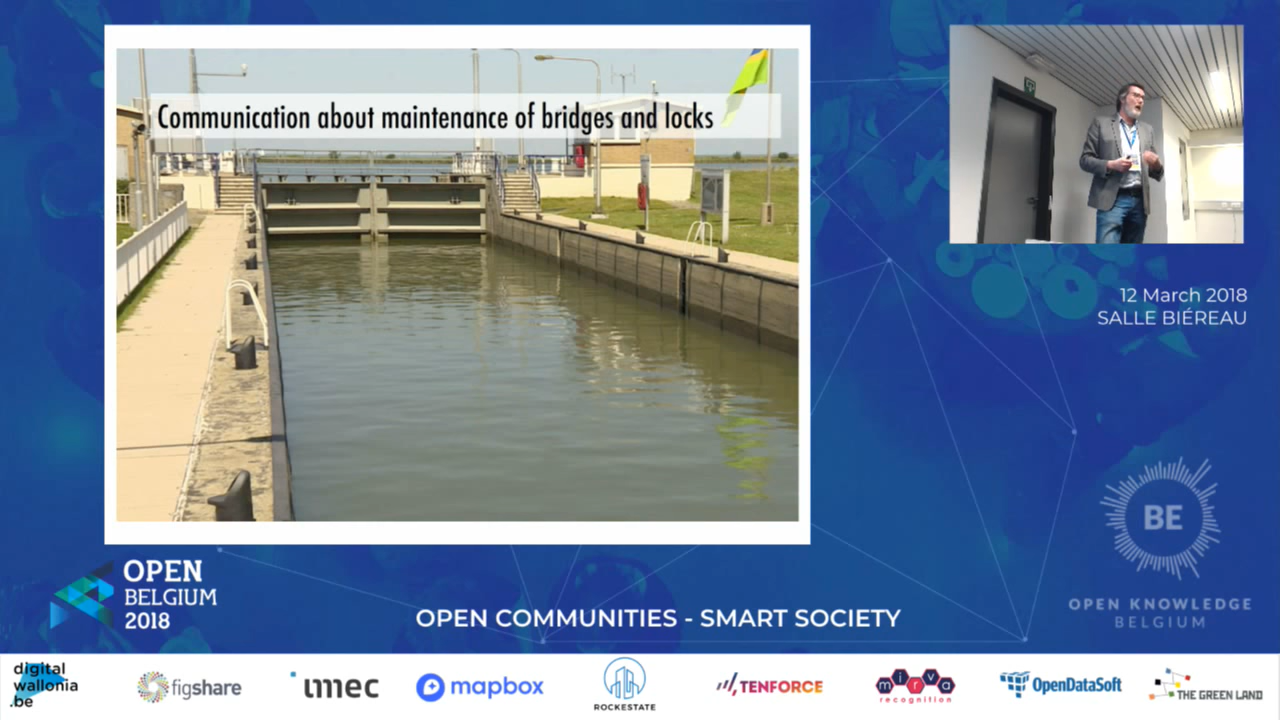 Communication about maintenance of bridges and locks
12 March 2018
SALLE BIÉREAU
BE
OPEN KNOWLEDGE
BELGIUM
OPEN
BELGIUM
2018
OPEN COMMUNITIES - SMART SOCIETY
digital
wallonia
.be
figshare
imec
mapbox
ROCKESTATE
TENFORCE
mirva
recognition
OpenDataSoft
THE GREEN LAND